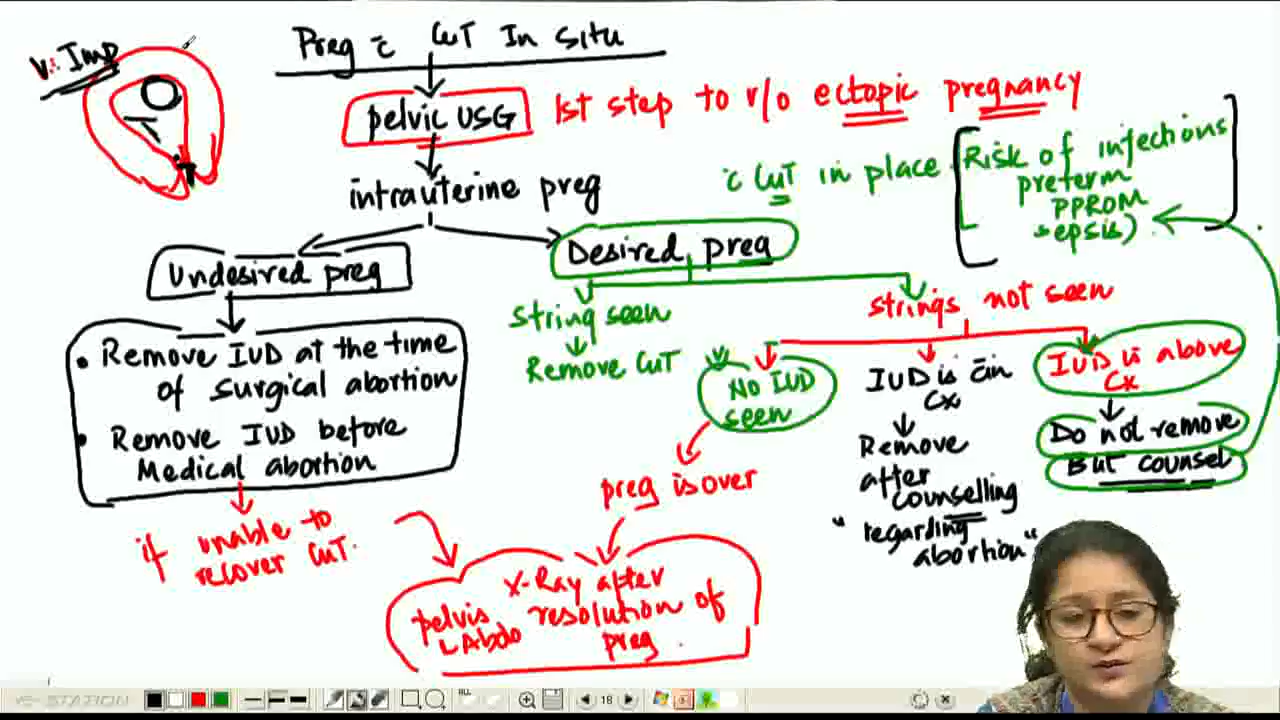 V. Imp
Preg c̄ CuT In Situ
pelvic USG
1st step to r/o ectopic pregnancy
intrauterine preg
c̄ CuT in place
Risk of infections
preterm
PPROM
sepsis)
Undesired preg
Desired preg
• Remove IUD at the time
of surgical abortion
• Remove IUD before
Medical abortion
if unable to
recover CuT.
String seen
Remove CuT
strings not seen
No IUD
seen
preg is over
IUD is c̄in
Cx
Remove
after
counselling
"regarding
abortion"
IUD is above
Cx
Do not remove
But counsel
X-Ray after
pelvis resolution of
Abdo preg
18